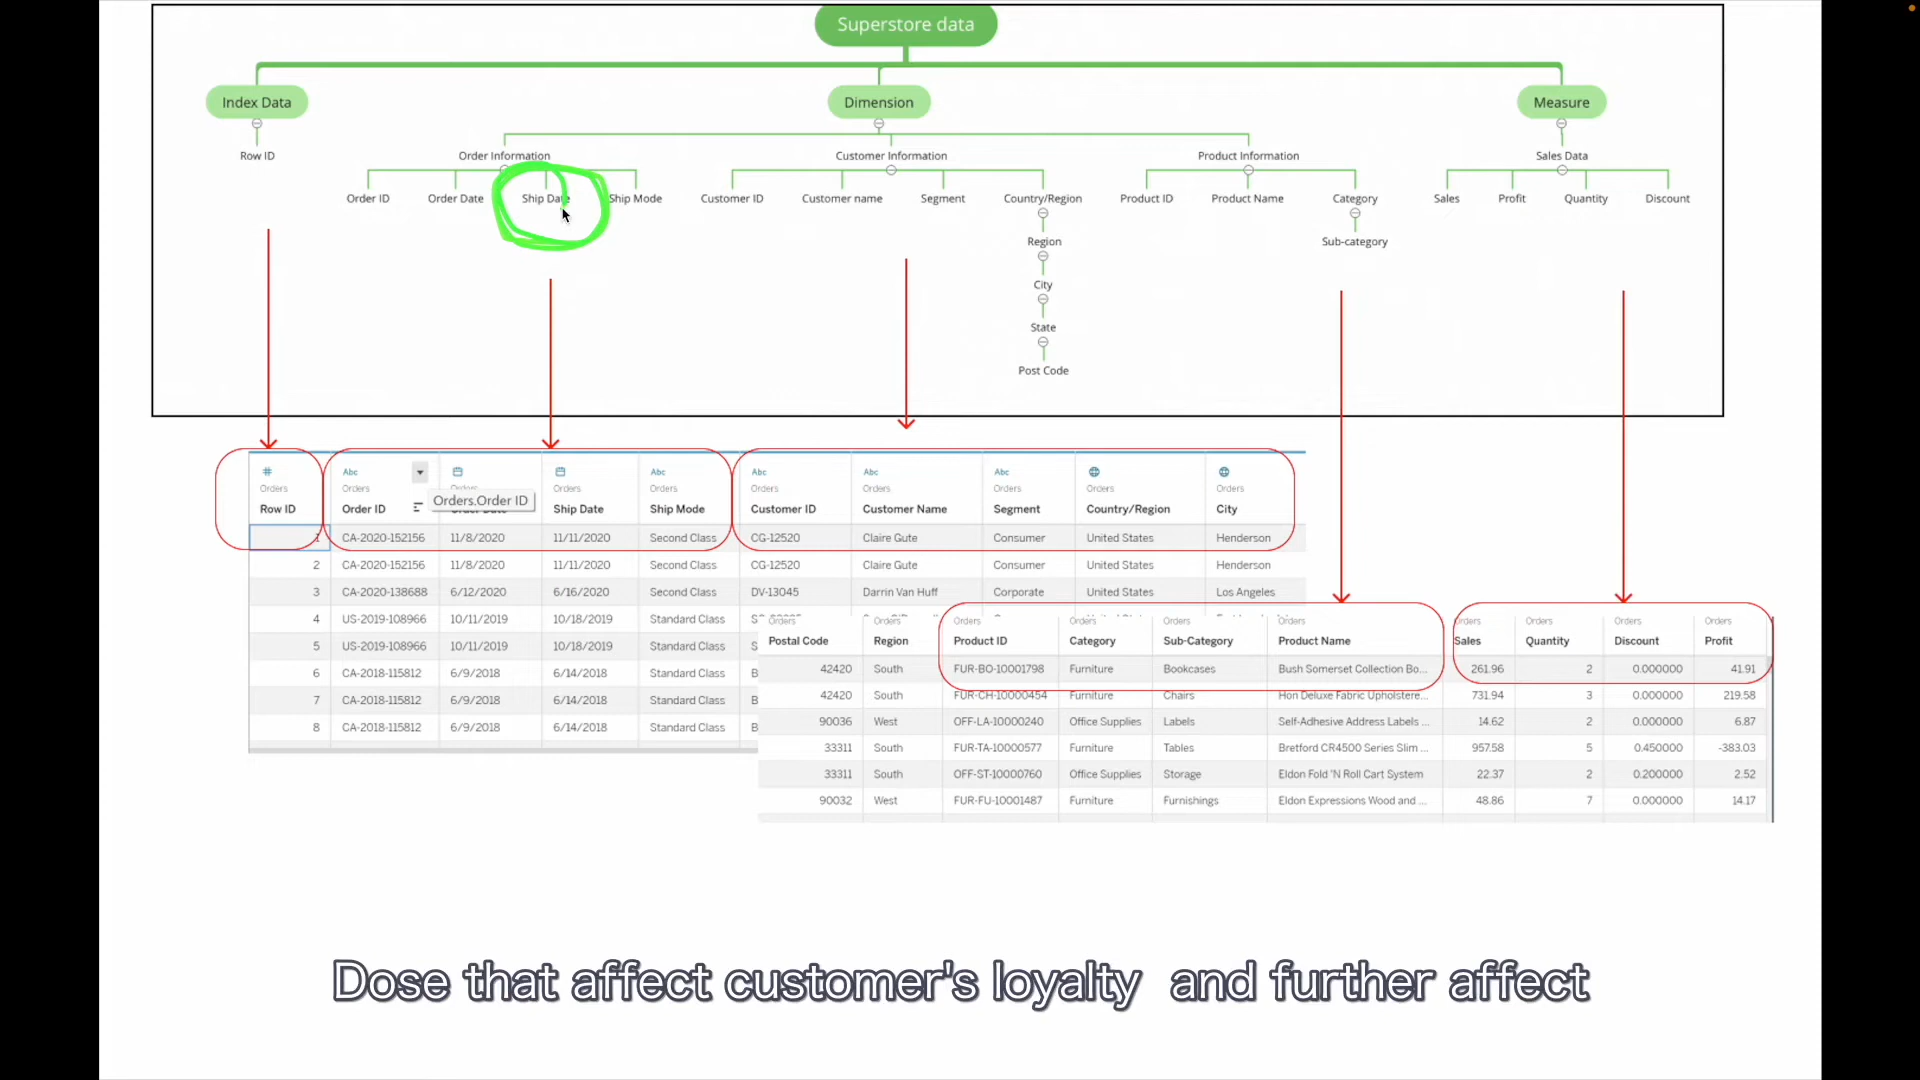 Superstore data
Index Data
Dimension
Measure
Row ID
Order Information
Customer Information
Product Information
Sales Data
Order ID
Order Date
Ship Date
Ship Mode
Customer ID
Customer name
Segment
Country/Region
Product ID
Product Name
Category
Sales
Profit
Quantity
Discount
Region
Sub-category
City
State
Post Code
# Abc Abc Abc Abc Abc
Orders Orders Orders Orders Orders Orders Orders Orders Orders
Orders.Order ID
Row ID Order ID Ship Date Ship Mode Customer ID Customer Name Segment Country/Region City
1 CA-2020-152156 11/8/2020 11/11/2020 Second Class CG-12520 Claire Gute Consumer United States Henderson
2 CA-2020-152156 11/8/2020 11/11/2020 Second Class CG-12520 Claire Gute Consumer United States Henderson
3 CA-2020-138688 6/12/2020 6/16/2020 Second Class DV-13045 Darrin Van Huff Corporate United States Los Angeles
4 US-2019-108966 10/11/2019 10/18/2019 Standard Class
5 US-2019-108966 10/11/2019 10/18/2019 Standard Class
6 CA-2018-115812 6/9/2018 6/14/2018 Standard Class
7 CA-2018-115812 6/9/2018 6/14/2018 Standard Class
8 CA-2018-115812 6/9/2018 6/14/2018 Standard Class
Orders Orders Orders Orders Orders Orders Orders Orders Orders Orders
Postal Code Region Product ID Category Sub-Category Product Name Sales Quantity Discount Profit
42420 South FUR-BO-10001798 Furniture Bookcases Bush Somerset Collection Bo... 261.96 2 0.000000 41.91
42420 South FUR-CH-10000454 Furniture Chairs Hon Deluxe Fabric Upholstere... 731.94 3 0.000000 219.58
90036 West OFF-LA-10000240 Office Supplies Labels Self-Adhesive Address Labels ... 14.62 2 0.000000 6.87
33311 South FUR-TA-10000577 Furniture Tables Bretford CR4500 Series Slim ... 957.58 5 0.450000 -383.03
33311 South OFF-ST-10000760 Office Supplies Storage Eldon Fold 'N Roll Cart System 22.37 2 0.200000 2.52
90032 West FUR-FU-10001487 Furniture Furnishings Eldon Expressions Wood and ... 48.86 7 0.000000 14.17
Dose that affect customer's loyalty and further affect